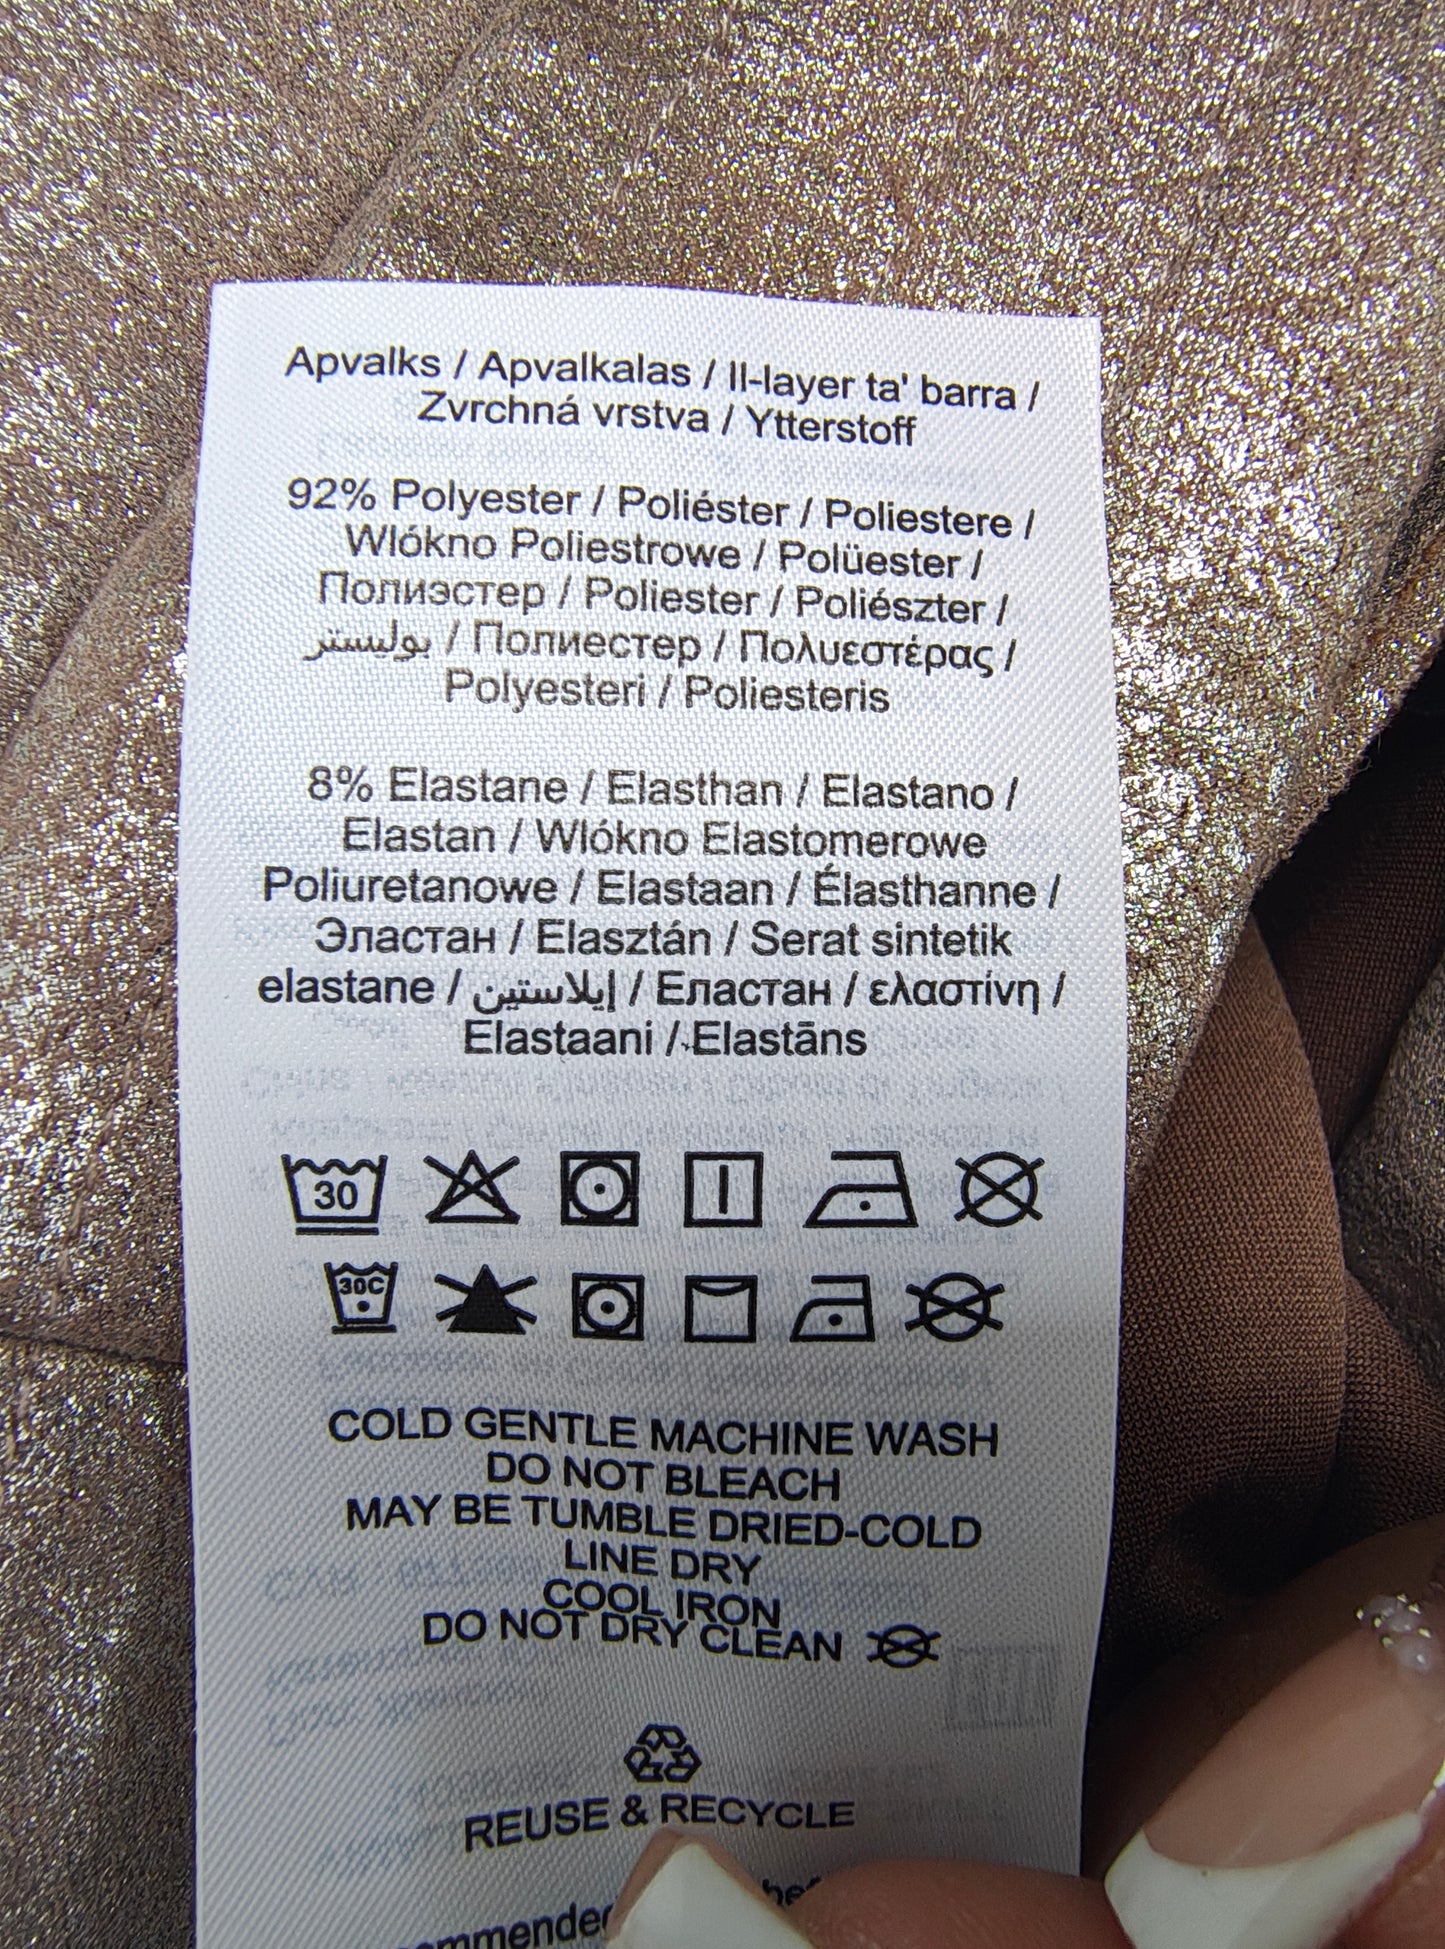 Apvalks / Apvalkalas / Il-layer ta' barra /
Zvrchná vrstva / Ytterstoff
92% Polyester / Poliéster / Poliestere /
Wlókno Poliestrowe / Polüester /
Полиэстер / Poliester / Poliészter /
بوليستر / Полиестер / Πολυεστέρας /
Polyesteri / Poliesteris
8% Elastane / Elasthan / Elastano /
Elastan / Wlókno Elastomerowe
Poliuretanowe / Elastaan / Élasthanne /
Эластан / Elasztán / Serat sintetik
elastane / إيلاستين / Еластан / ελαστίνη /
Elastaani / Elastāns
30
30C
COLD GENTLE MACHINE WASH
DO NOT BLEACH
MAY BE TUMBLE DRIED-COLD
LINE DRY
COOL IRON
DO NOT DRY CLEAN
REUSE & RECYCLE